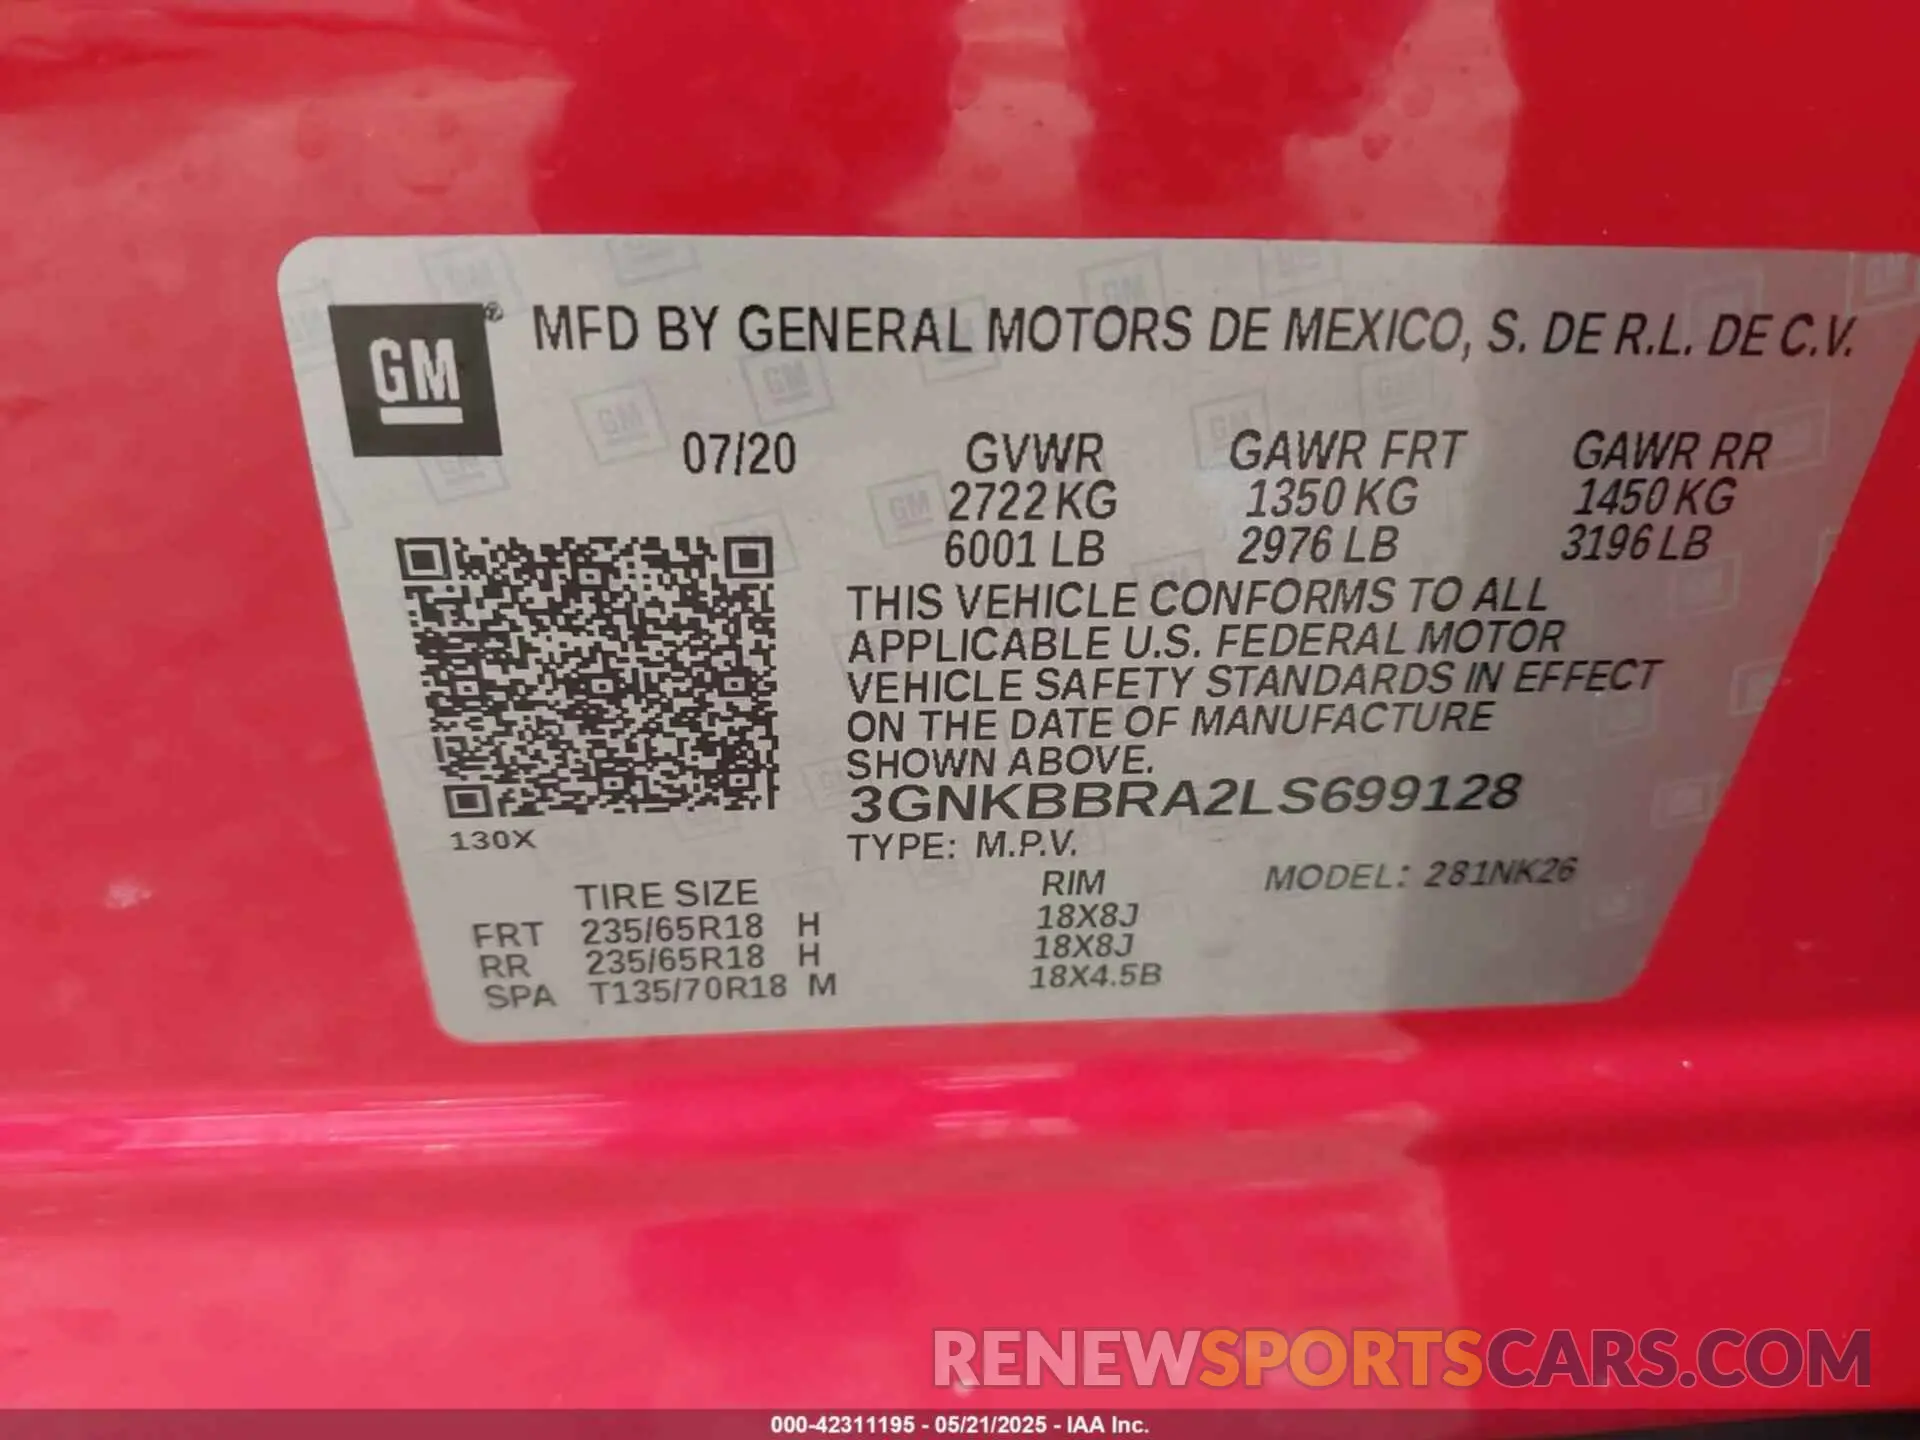 GM® MFD BY GENERAL MOTORS DE MEXICO, S. DE R.L. DE C.V.
07/20 GVWR GAWR FRT GAWR RR
2722 KG 1350 KG 1450 KG
6001 LB 2976 LB 3196 LB
THIS VEHICLE CONFORMS TO ALL
APPLICABLE U.S. FEDERAL MOTOR
VEHICLE SAFETY STANDARDS IN EFFECT
ON THE DATE OF MANUFACTURE
SHOWN ABOVE.
3GNKBBRA2LS699128
130X TYPE: M.P.V.
TIRE SIZE RIM MODEL: 281NK26
FRT 235/65R18 H 18X8J
RR 235/65R18 H 18X8J
SPA T135/70R18 M 18X4.5B
RENEWSPORTSCARS.COM
000-42311195 - 05/21/2025 - IAA Inc.